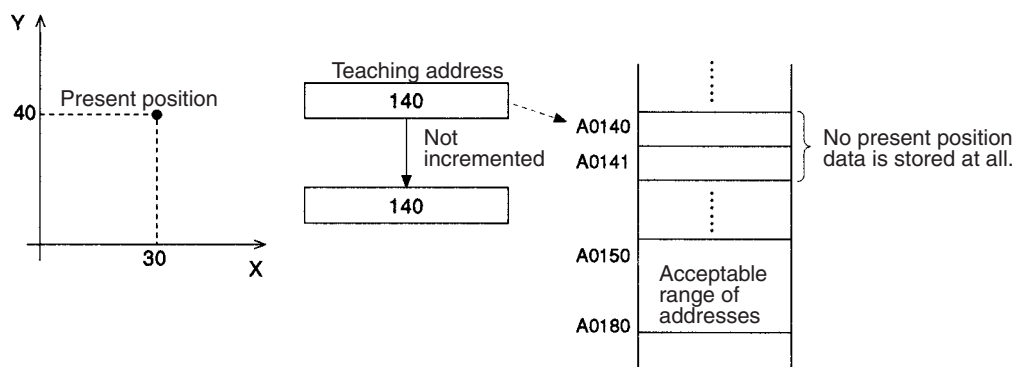 Y
40
Present position
30
X
Teaching address
140
Not
incremented
140
A0140
A0141
No present position
data is stored at all.
A0150
Acceptable
range of
addresses
A0180